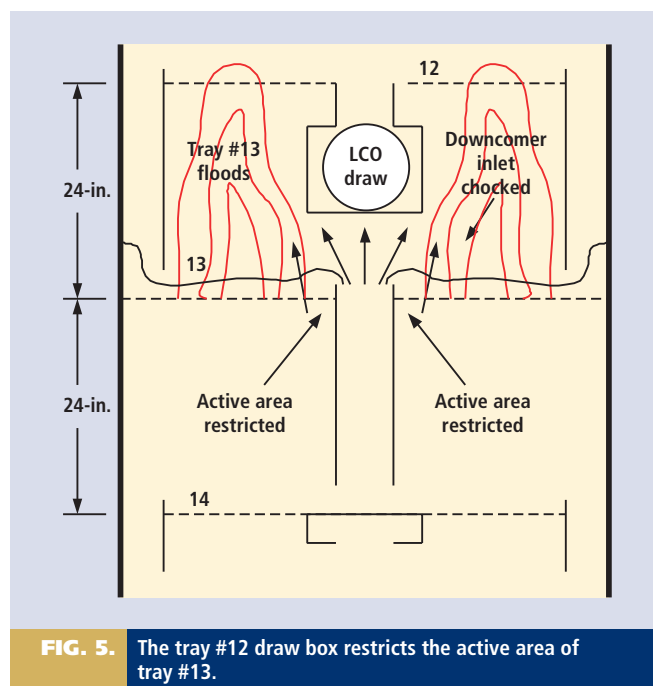 12
Tray #13
floods
LCO
draw
Downcomer
inlet
chocked
24-in.
13
24-in.
Active area
restricted
Active area
restricted
14
FIG. 5. The tray #12 draw box restricts the active area of
tray #13.